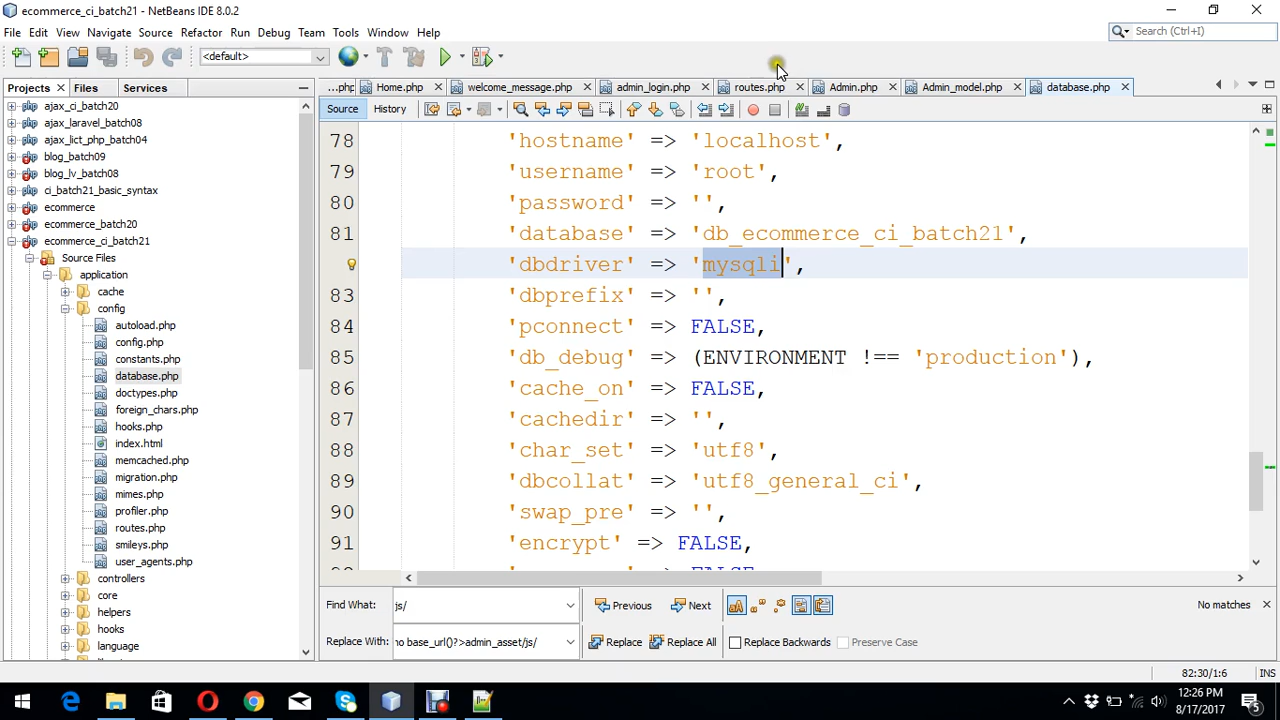 ecommerce_ci_batch21 - NetBeans IDE 8.0.2
File Edit View Navigate Source Refactor Run Debug Team Tools Window Help
Search (Ctrl+I)
<default>
Projects Files Services
...php Home.php welcome_message.php admin_login.php routes.php Admin.php Admin_model.php database.php
Source History
ajax_ci_batch20
ajax_laravel_batch08
ajax_lict_php_batch04
blog_batch09
blog_lv_batch08
ci_batch21_basic_syntax
ecommerce
ecommerce_batch20
ecommerce_ci_batch21
Source Files
application
cache
config
autoload.php
config.php
constants.php
database.php
doctypes.php
foreign_chars.php
hooks.php
index.html
memcached.php
migration.php
mimes.php
profiler.php
routes.php
smileys.php
user_agents.php
controllers
core
helpers
hooks
language
78 'hostname' => 'localhost',
79 'username' => 'root',
80 'password' => '',
81 'database' => 'db_ecommerce_ci_batch21',
'dbdriver' => 'mysqli',
83 'dbprefix' => '',
84 'pconnect' => FALSE,
85 'db_debug' => (ENVIRONMENT !== 'production'),
86 'cache_on' => FALSE,
87 'cachedir' => '',
88 'char_set' => 'utf8',
89 'dbcollat' => 'utf8_general_ci',
90 'swap_pre' => '',
91 'encrypt' => FALSE,
Find What: js/ Previous Next No matches
Replace With: no base_url()?>admin_asset/js/ Replace Replace All Replace Backwards Preserve Case
82:30/1:6 INS
12:26 PM
8/17/2017
5